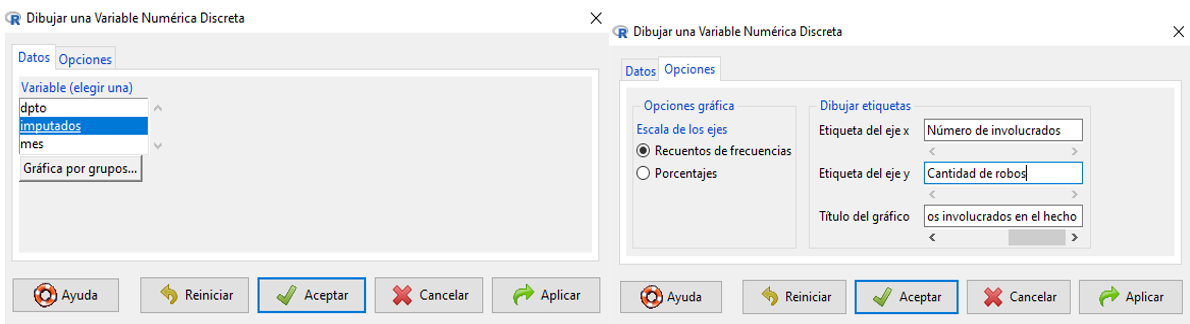 Dibujar una Variable Numérica Discreta
Datos
Opciones
Variable (elegir una)
dpto
imputados
mes
Gráfica por grupos...
Ayuda
Reiniciar
Aceptar
Cancelar
Aplicar
Dibujar una Variable Numérica Discreta
Datos
Opciones
Opciones gráfica
Escala de los ejes
Recuentos de frecuencias
Porcentajes
Dibujar etiquetas
Etiqueta del eje x
Número de involucrados
Etiqueta del eje y
Cantidad de robos
Título del gráfico
os involucrados en el hecho
Ayuda
Reiniciar
Aceptar
Cancelar
Aplicar